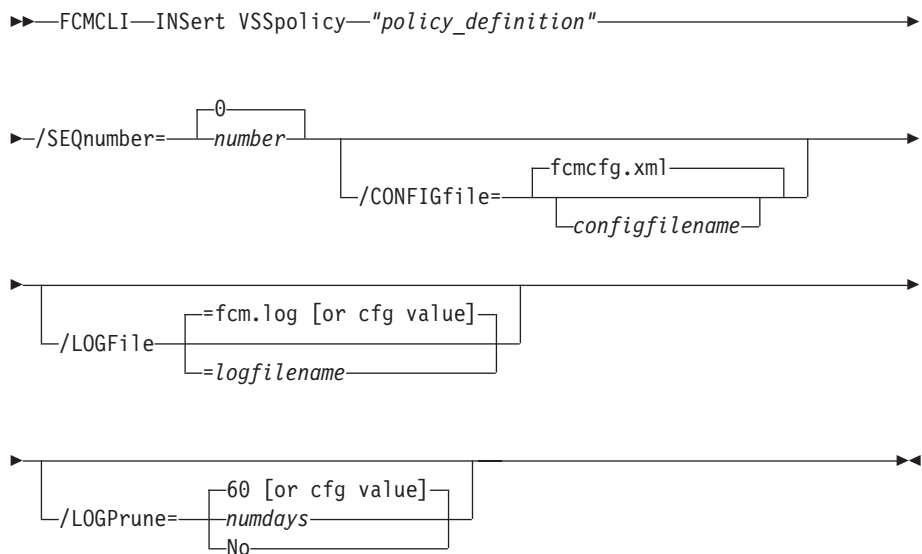 FCMCLI INSert VSSpolicy "policy_definition"
0
/SEQnumber= number
fcmcfg.xml
/CONFIGfile=
configfilename
=fcm.log [or cfg value]
/LOGFile
=logfilename
60 [or cfg value]
/LOGPrune= numdays
No